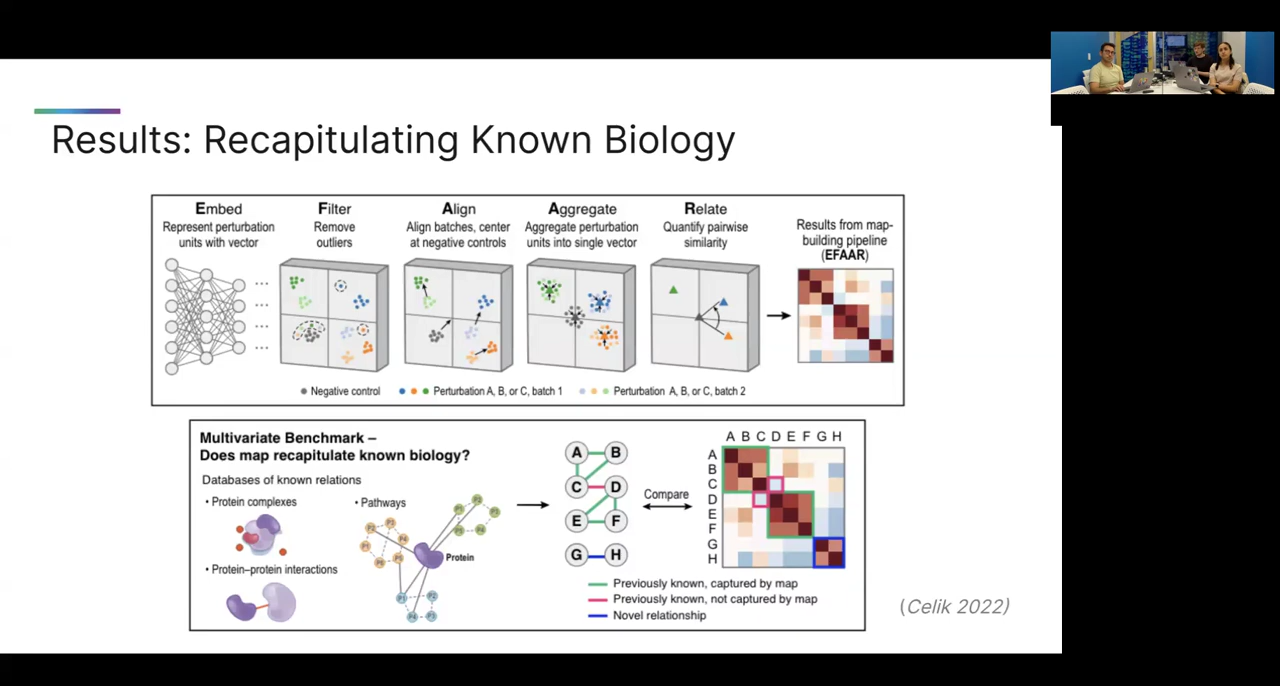 Results: Recapitulating Known Biology
Embed
Represent perturbation
units with vector
Filter
Remove
outliers
Align
Align batches, center
at negative controls
Aggregate
Aggregate perturbation
units into single vector
Relate
Quantify pairwise
similarity
Results from map-
building pipeline
(EFAAR)
Negative control
Perturbation A, B, or C, batch 1
Perturbation A, B, or C, batch 2
Multivariate Benchmark –
Does map recapitulate known biology?
Databases of known relations
• Protein complexes
• Pathways
Protein
• Protein–protein interactions
A B
C D
E F
G H
Compare
A B C D E F G H
A
B
C
D
E
F
G
H
Previously known, captured by map
Previously known, not captured by map
Novel relationship
(Celik 2022)